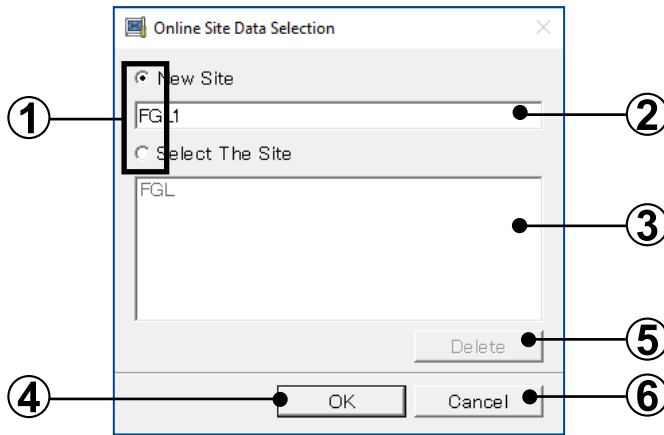 Online Site Data Selection
New Site
1
FGL1
2
Select The Site
FGL
3
Delete
5
4
OK
Cancel
6